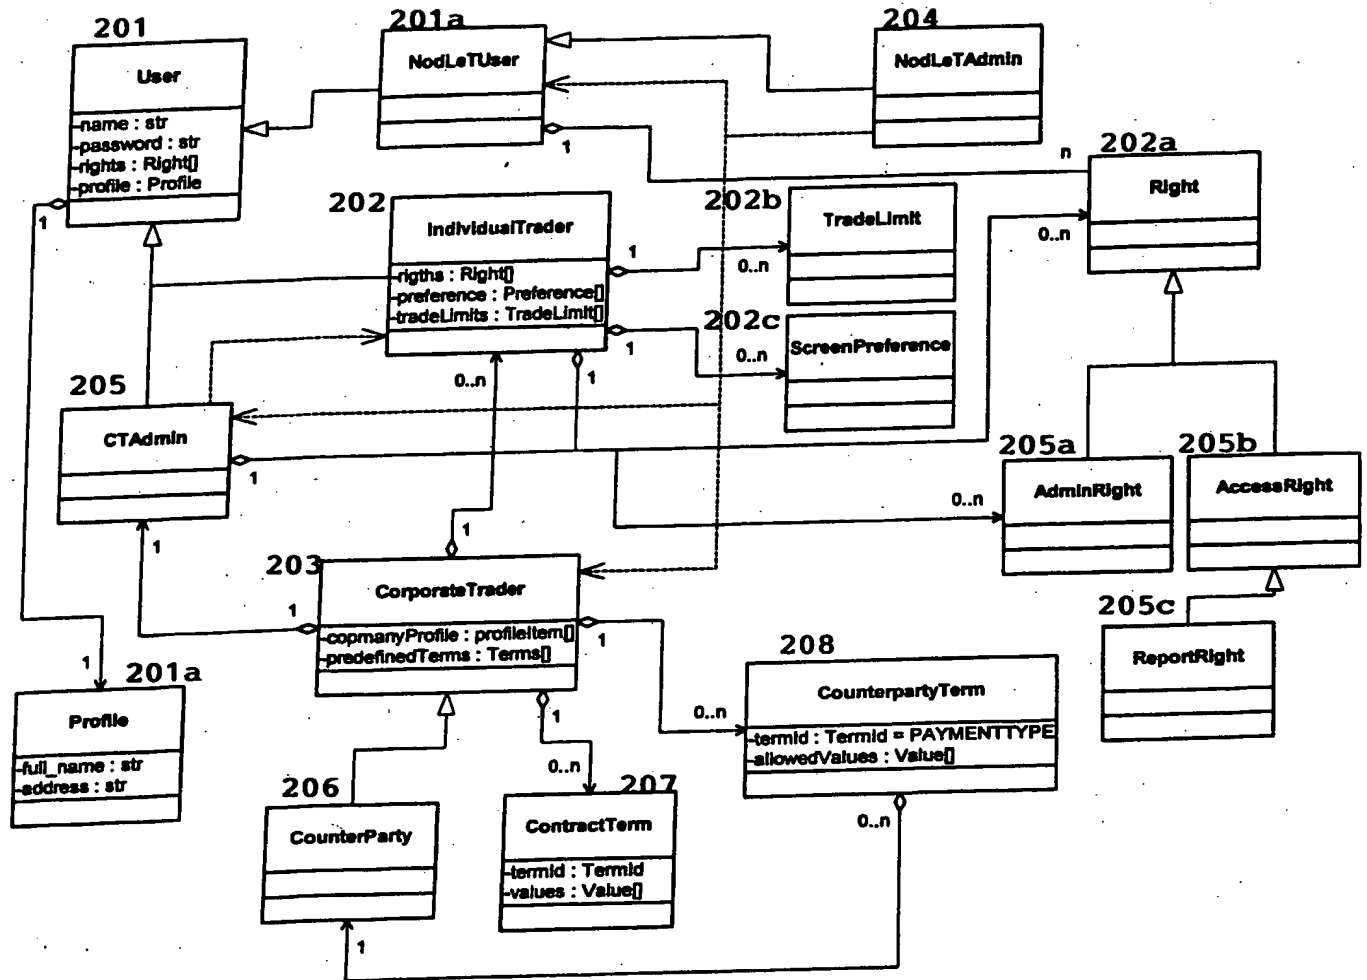 201
User
-name : str
-password : str
-rights : Right[]
-profile : Profile
1
201a
NodLeTUser
1
204
NodLeTAdmin
n
202a
Right
0..n
202
IndividualTrader
-rigths : Right[]
-preference : Preference[]
-tradeLimits : TradeLimit[]
1
0..n
1
0..n
1
0..n
202b
TradeLimit
202c
ScreenPreference
205
CTAdmin
1
1
205a
AdminRight
0..n
205b
AccessRight
205c
ReportRight
1
203
CorporateTrader
-copmanyProfile : profileItem[]
-predefinedTerms : Terms[]
1
1
1
0..n
0..n
1
201a
Profile
-full_name : str
-address : str
208
CounterpartyTerm
-termId : TermId = PAYMENTTYPE
-allowedValues : Value[]
0..n
206
CounterParty
1
207
ContractTerm
-termId : TermId
-values : Value[]